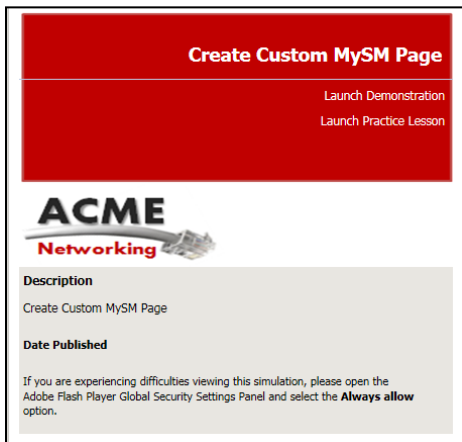 Create Custom MySM Page
Launch Demonstration
Launch Practice Lesson
ACME
Networking
Description
Create Custom MySM Page
Date Published
If you are experiencing difficulties viewing this simulation, please open the
Adobe Flash Player Global Security Settings Panel and select the Always allow
option.